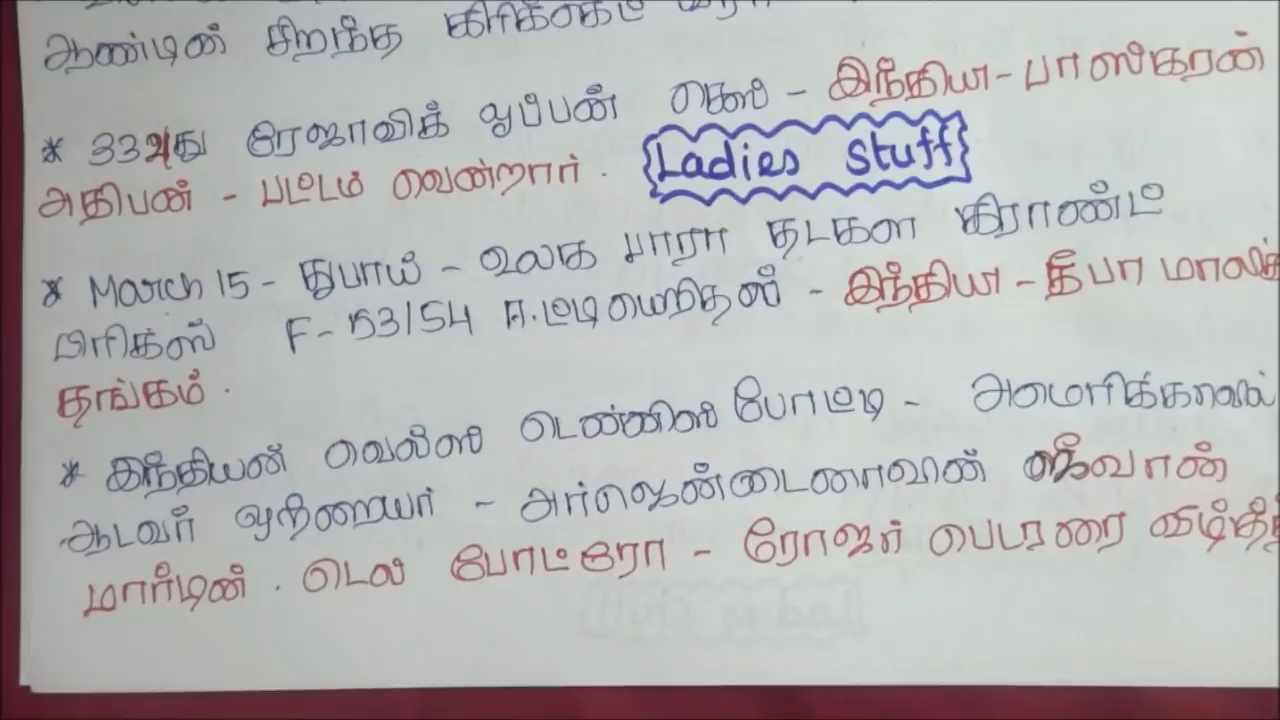 ஆண்டின் சிறந்த கிரிக்கெட்
* 33வது ரேஜாவிக் ஓப்பன் செஸ் - இந்தியா - பாஸ்கரன்
அதிபன் - பட்டம் வென்றார்.
Ladies Stuff
* March 15 - துபாய் - உலக பாரா தடகள கிராண்ட்
பிரிக்ஸ் F-53/54 ஈட்டியெறிதல் - இந்தியா - தீபா மாலிக்
தங்கம்.
* இந்தியன் வெல்ஸ் டென்னிஸ் போட்டி - அமெரிக்காவில்
ஆடவர் ஒற்றையர் - அர்ஜென்டைனாவின் ஜீவான்
மார்டின். டெல் போட்ரோ - ரோஜர் பெடரரை